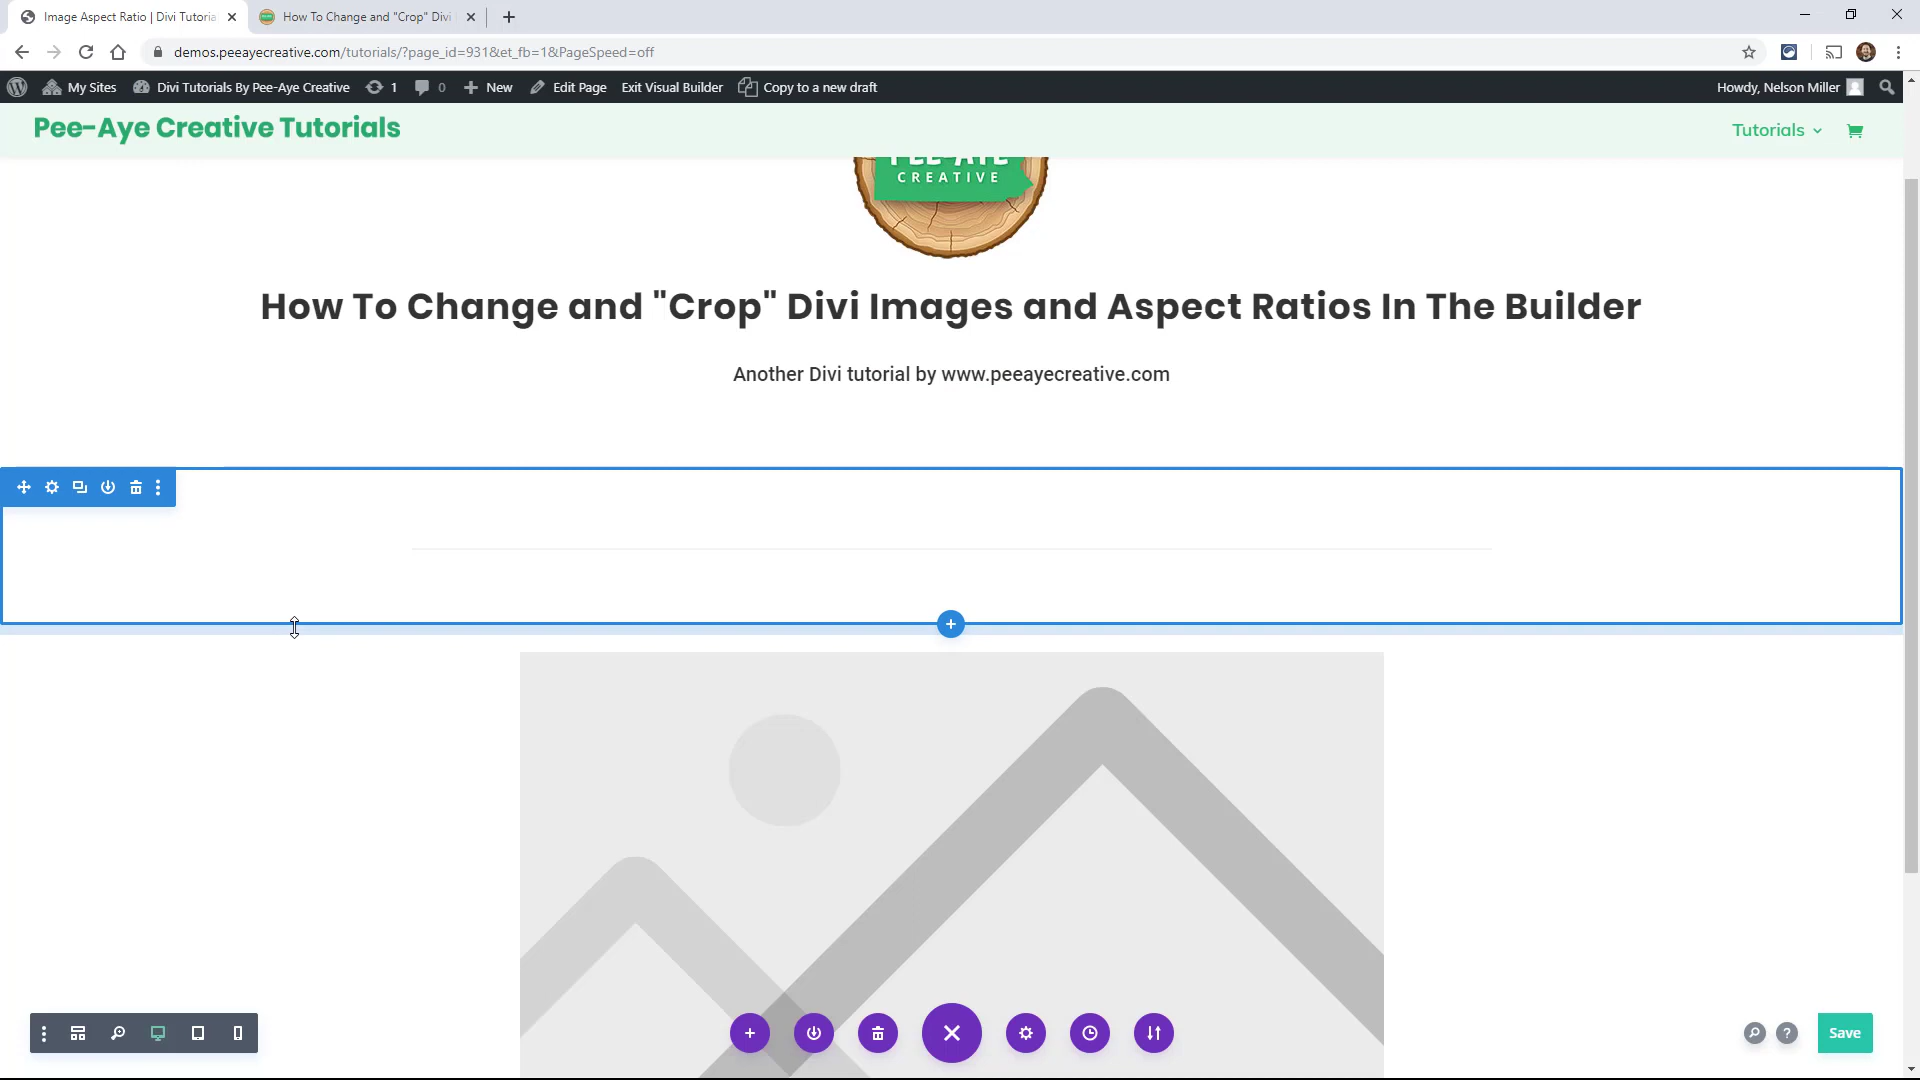 Image Aspect Ratio | Divi Tutoria
How To Change and "Crop" Divi
demos.peeayecreative.com/tutorials/?page_id=931&et_fb=1&PageSpeed=off
My Sites
Divi Tutorials By Pee-Aye Creative
1
0
New
Edit Page
Exit Visual Builder
Copy to a new draft
Howdy, Nelson Miller
Pee-Aye Creative Tutorials
Tutorials
PEE-AYE
CREATIVE
How To Change and "Crop" Divi Images and Aspect Ratios In The Builder
Another Divi tutorial by www.peeayecreative.com
Save